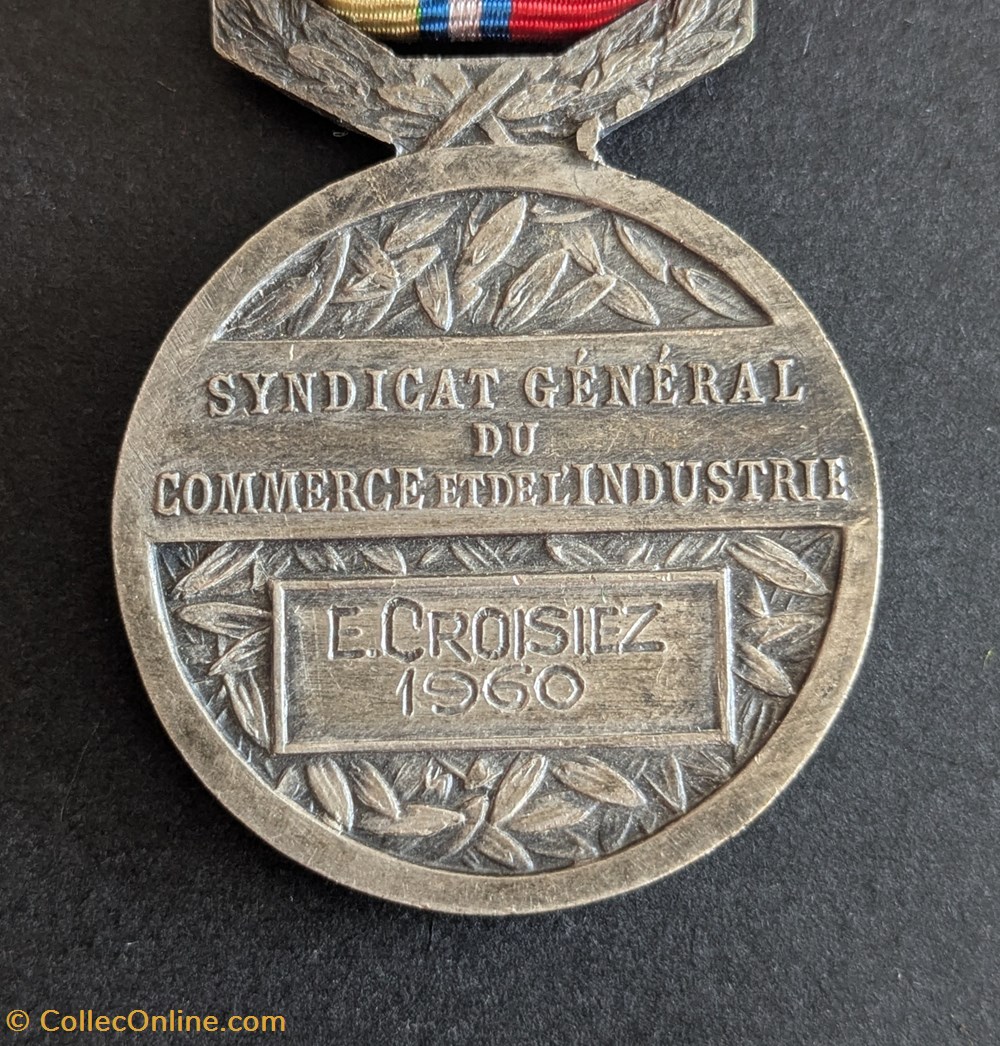 SYNDICAT GÉNÉRAL
DU
COMMERCE ET DE L'INDUSTRIE
E. CROISIEZ
1960
© CollecOnline.com